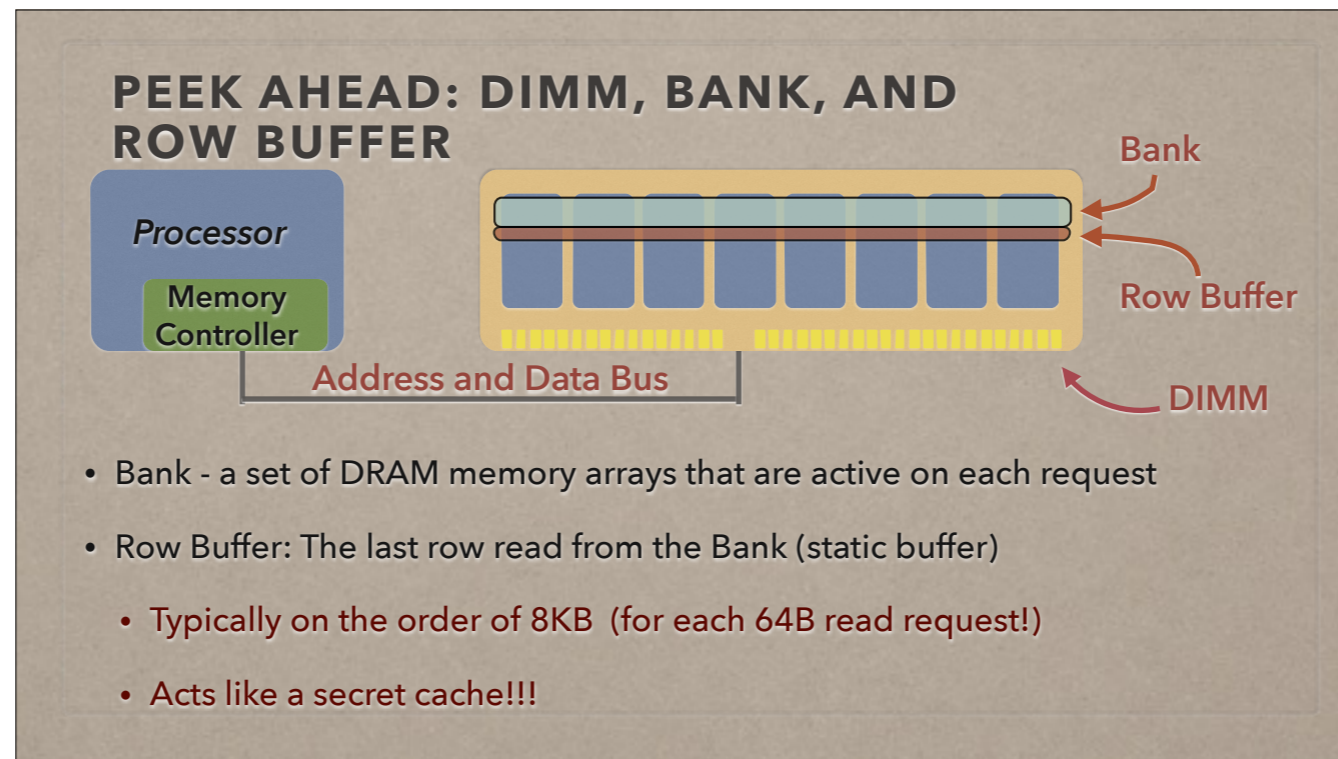 PEEK AHEAD: DIMM, BANK, AND
ROW BUFFER
Bank
Processor
Memory
Controller
Row Buffer
Address and Data Bus
DIMM
• Bank - a set of DRAM memory arrays that are active on each request
• Row Buffer: The last row read from the Bank (static buffer)
• Typically on the order of 8KB (for each 64B read request!)
• Acts like a secret cache!!!